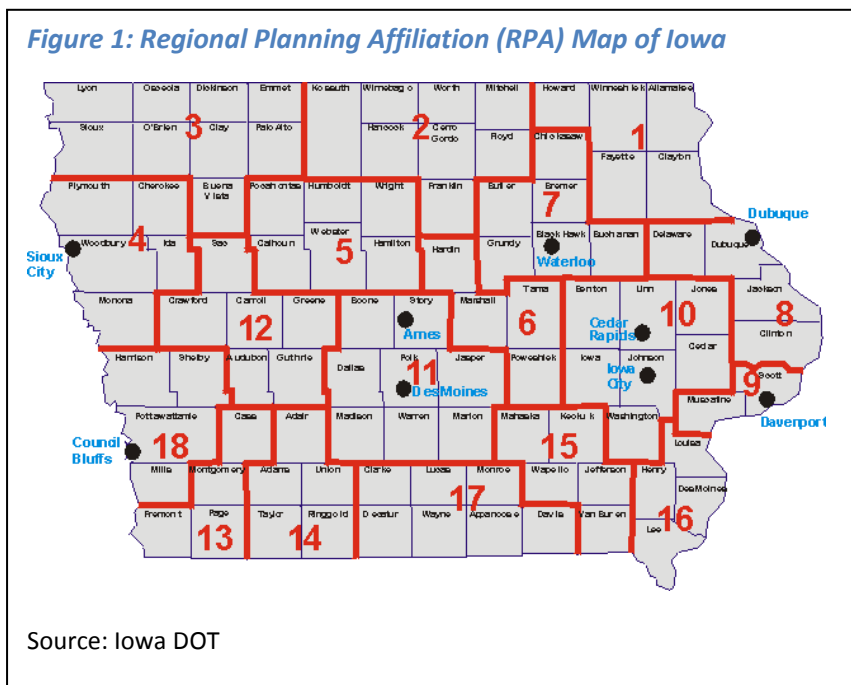 Figure 1: Regional Planning Affiliation (RPA) Map of Iowa
Lyon Osceola Dickinson Emmet Kossuth Winnebago Worth Mitchell Howard Winneshiek Allamakee
Sioux O'Brien Clay Palo Alto Hancock Cerro Gordo Floyd Chickasaw
3 2 1
Fayette Clayton
Plymouth Cherokee Buena Vista Pocahontas Humboldt Wright Franklin Butler Bremer
7
Woodbury Ida Sac Calhoun Webster Hamilton Hardin Grundy Black Hawk Buchanan Delaware Dubuque
4 5
Sioux City
Waterloo
Dubuque
Monona Crawford Carroll Greene Boone Story Marshall Tama Benton Linn Jones Jackson
12 6 10 8
Ames
Cedar Rapids
Clinton
Harrison Shelby Audubon Guthrie Dallas Polk Jasper Poweshiek Iowa Johnson Cedar
11
Des Moines
Iowa City
Scott
9
Muscatine
Davenport
Pottawattamie Cass Adair Madison Warren Marion Mahaska Keokuk Washington Louisa
18 15
Council Bluffs
Mills Montgomery Adams Union Clarke Lucas Monroe Wapello Jefferson Henry Des Moines
17 16
Fremont Page Taylor Ringgold Decatur Wayne Appanoose Davis Van Buren Lee
13 14
Source: Iowa DOT